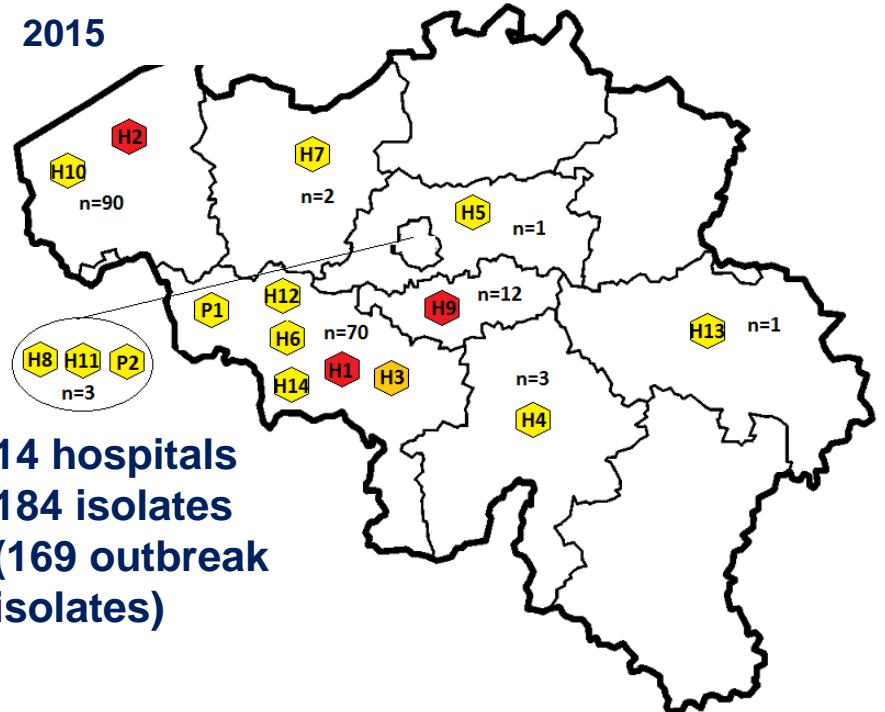 2015
H2
H10
n=90
H7
n=2
H5
n=1
P1
H12
H6
n=70
H14
H1
H3
H9
n=12
H13
n=1
n=3
H4
H8 H11 P2
n=3
14 hospitals
184 isolates
(169 outbreak
isolates)